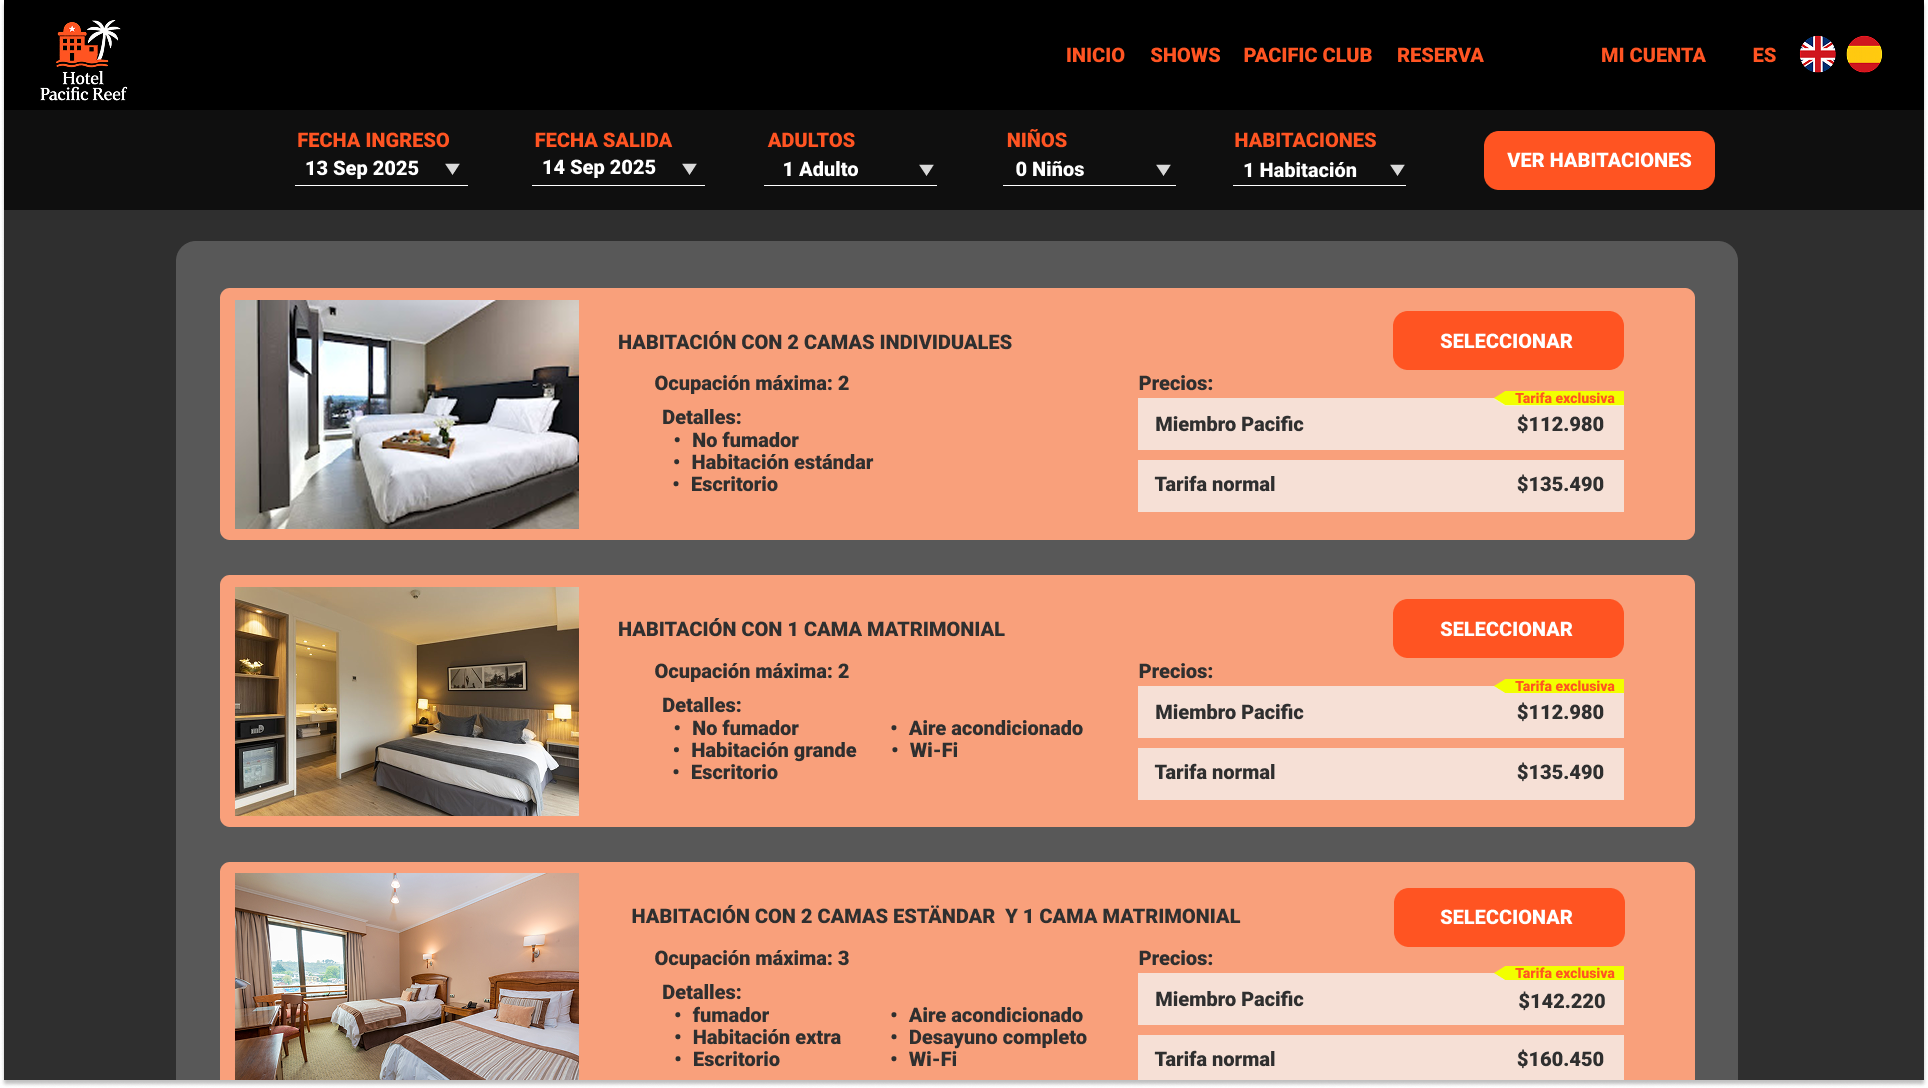 Hotel
Pacific Reef
INICIO SHOWS PACIFIC CLUB RESERVA MI CUENTA ES
FECHA INGRESO FECHA SALIDA ADULTOS NIÑOS HABITACIONES
13 Sep 2025 ▼ 14 Sep 2025 ▼ 1 Adulto ▼ 0 Niños ▼ 1 Habitación ▼
VER HABITACIONES
HABITACIÓN CON 2 CAMAS INDIVIDUALES
SELECCIONAR
Ocupación máxima: 2
Detalles:
• No fumador
• Habitación estándar
• Escritorio
Precios:
Tarifa exclusiva
Miembro Pacific $112.980
Tarifa normal $135.490
HABITACIÓN CON 1 CAMA MATRIMONIAL
SELECCIONAR
Ocupación máxima: 2
Detalles:
• No fumador
• Habitación grande
• Escritorio
• Aire acondicionado
• Wi-Fi
Precios:
Tarifa exclusiva
Miembro Pacific $112.980
Tarifa normal $135.490
HABITACIÓN CON 2 CAMAS ESTÄNDAR Y 1 CAMA MATRIMONIAL
SELECCIONAR
Ocupación máxima: 3
Detalles:
• fumador
• Habitación extra
• Escritorio
• Aire acondicionado
• Desayuno completo
• Wi-Fi
Precios:
Tarifa exclusiva
Miembro Pacific $142.220
Tarifa normal $160.450